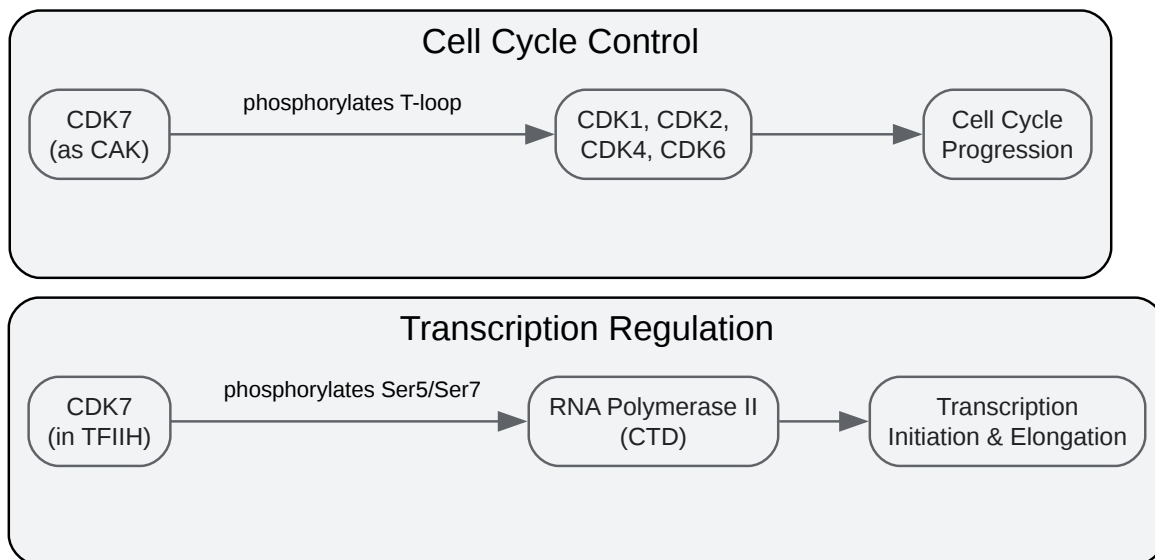 Cell Cycle Control
CDK7
(as CAK)
phosphorylates T-loop
CDK1, CDK2,
CDK4, CDK6
Cell Cycle
Progression
Transcription Regulation
CDK7
(in TFIIH)
phosphorylates Ser5/Ser7
RNA Polymerase II
(CTD)
Transcription
Initiation & Elongation